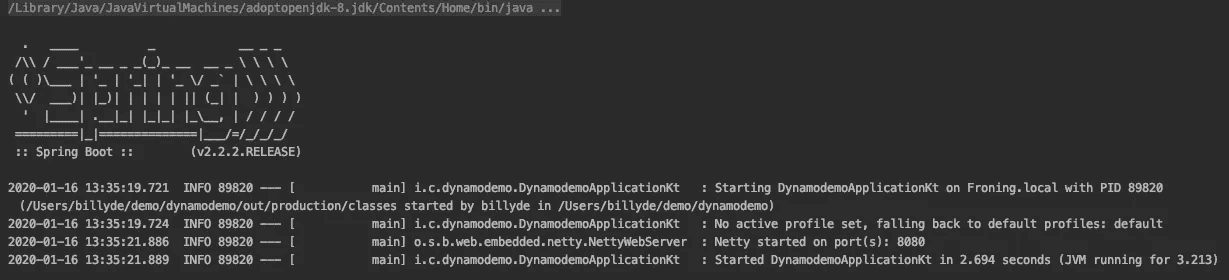 /Library/Java/JavaVirtualMachines/adoptopenjdk-8.jdk/Contents/Home/bin/java ...
  .   ____          _            __ _ _
 /\\ / ___'_ __ _ _(_)_ __  __ _ \ \ \ \
( ( )\___ | '_ | '_| | '_ \/ _` | \ \ \ \
 \\/  ___)| |_)| | | | | || (_| |  ) ) ) )
  '  |____| .__|_| |_|_| |_\__, | / / / /
 =========|_|==============|___/=/_/_/_/
 :: Spring Boot ::        (v2.2.2.RELEASE)
2020-01-16 13:35:19.721  INFO 89820 --- [           main] i.c.dynamodemo.DynamodemoApplicationKt   : Starting DynamodemoApplicationKt on Froning.local with PID 89820
 (/Users/billyde/demo/dynamodemo/out/production/classes started by billyde in /Users/billyde/demo/dynamodemo)
2020-01-16 13:35:19.724  INFO 89820 --- [           main] i.c.dynamodemo.DynamodemoApplicationKt   : No active profile set, falling back to default profiles: default
2020-01-16 13:35:21.886  INFO 89820 --- [           main] o.s.b.web.embedded.netty.NettyWebServer  : Netty started on port(s): 8080
2020-01-16 13:35:21.889  INFO 89820 --- [           main] i.c.dynamodemo.DynamodemoApplicationKt   : Started DynamodemoApplicationKt in 2.694 seconds (JVM running for 3.213)